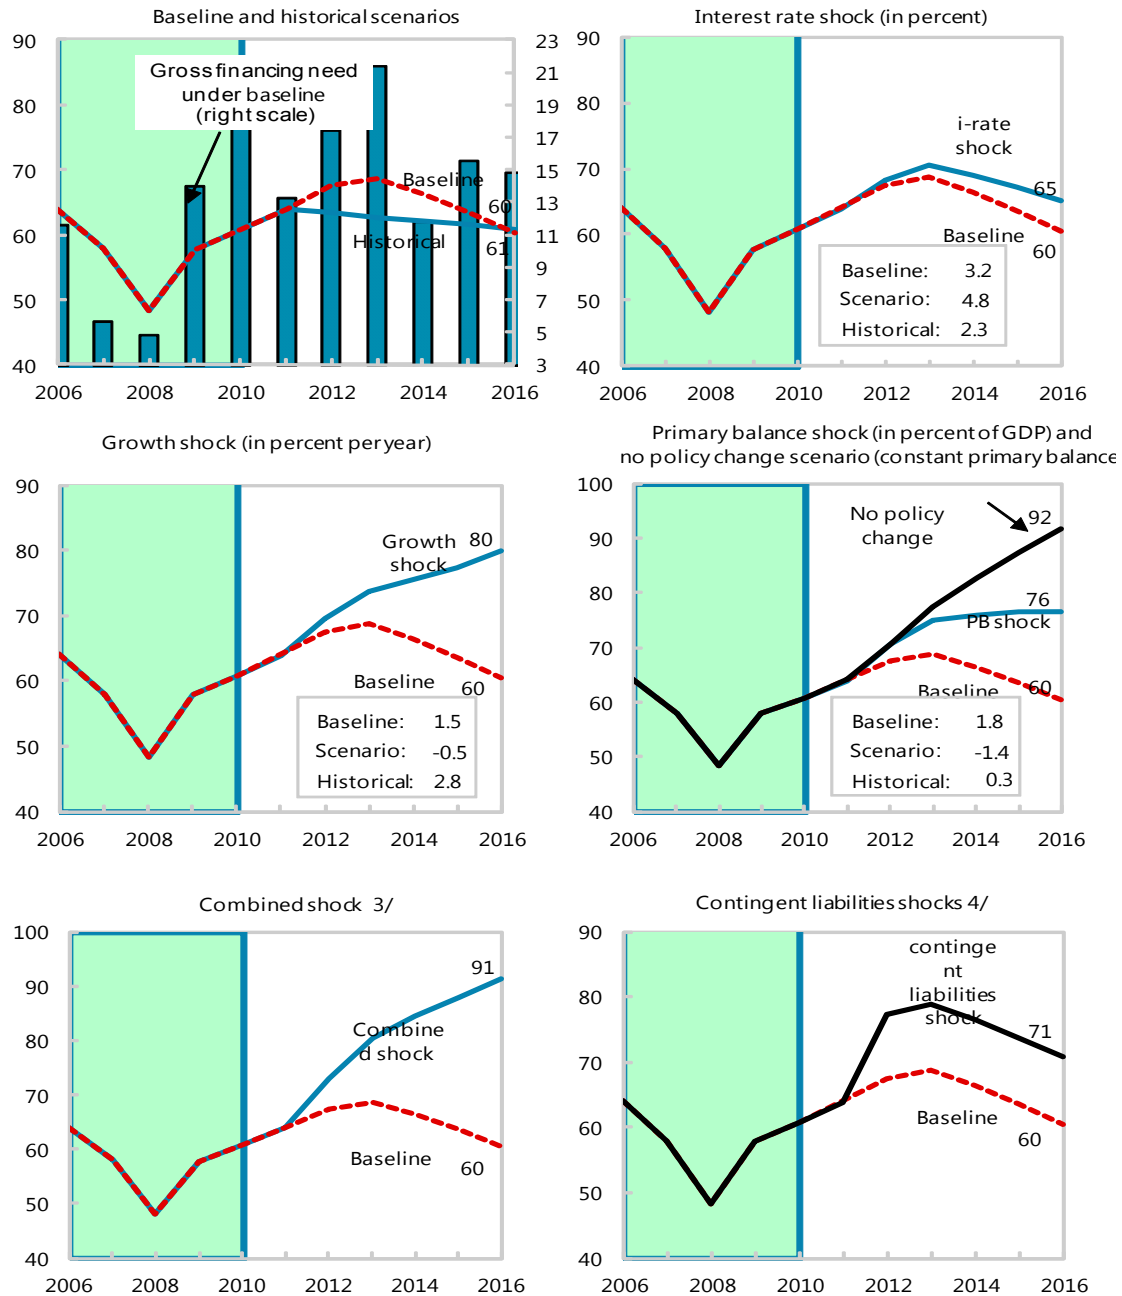 Baseline and historical scenarios
90
80
70
60
50
40
23
21
19
17
15
13
11
9
7
5
3
Gross financing need
under baseline
(right scale)
Baseline
60
Historical
61
2006
2008
2010
2012
2014
2016
Interest rate shock (in percent)
90
80
70
60
50
40
i-rate
shock
65
Baseline
60
Baseline: 3.2
Scenario: 4.8
Historical: 2.3
2006
2008
2010
2012
2014
2016
Growth shock (in percent per year)
90
80
70
60
50
40
Growth
shock
80
Baseline
60
Baseline: 1.5
Scenario: -0.5
Historical: 2.8
2006
2008
2010
2012
2014
2016
Primary balance shock (in percent of GDP) and
no policy change scenario (constant primary balance
100
90
80
70
60
50
40
No policy
change
92
76
PB shock
Baseline
60
Baseline: 1.8
Scenario: -1.4
Historical: 0.3
2006
2008
2010
2012
2014
2016
Combined shock 3/
100
90
80
70
60
50
40
91
Combine
d shock
Baseline
60
2006
2008
2010
2012
2014
2016
Contingent liabilities shocks 4/
90
80
70
60
50
40
continge
nt
liabilities
shock
71
Baseline
60
2006
2008
2010
2012
2014
2016